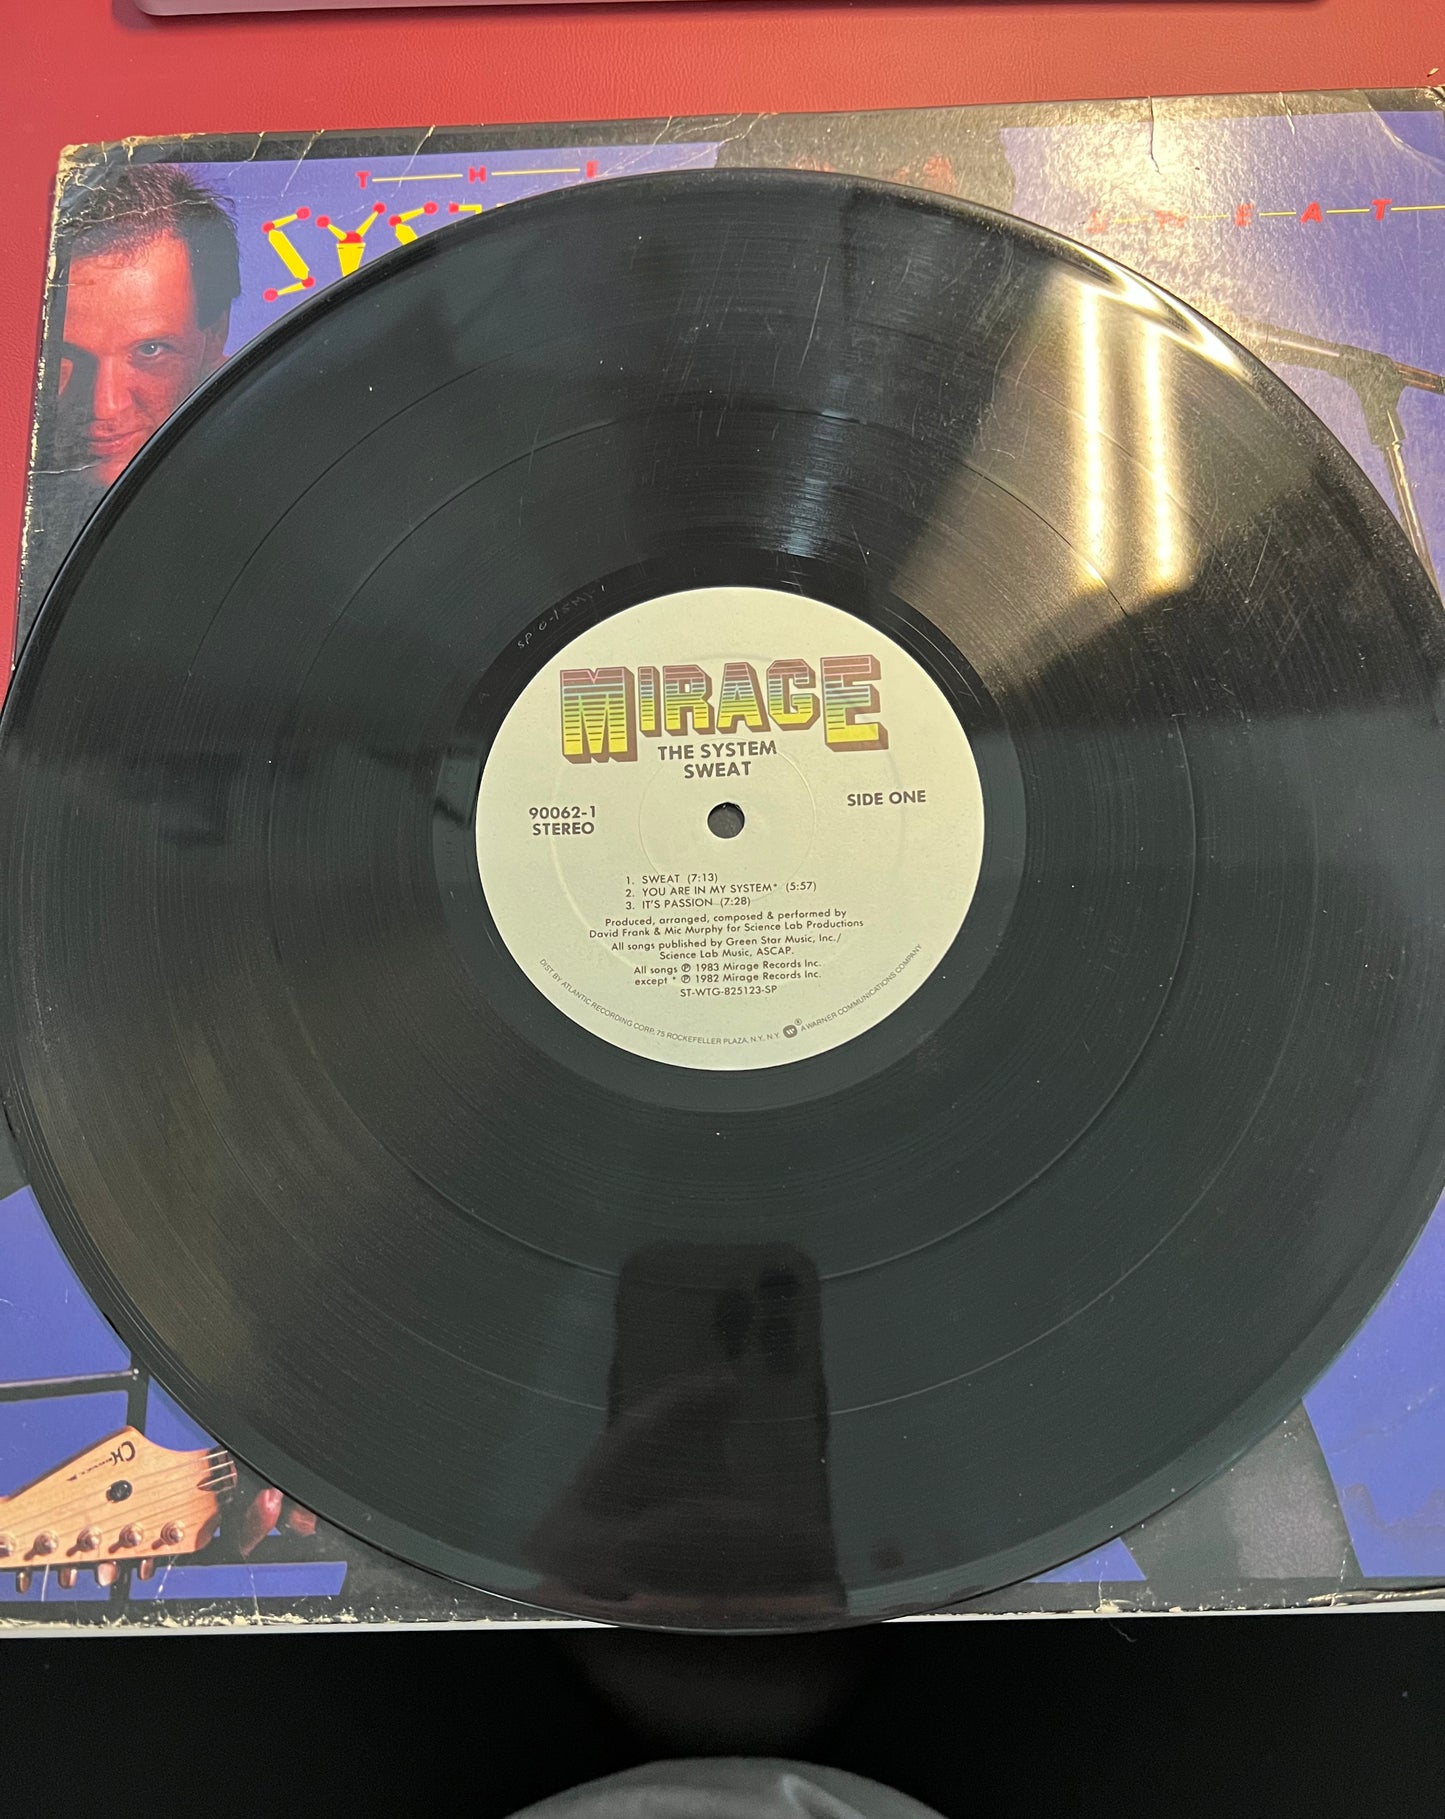 THE
SYS
SWEAT
MIRAGE
THE SYSTEM
SWEAT
90062-1
STEREO
SIDE ONE
1. SWEAT (7:13)
2. YOU ARE IN MY SYSTEM* (5:57)
3. IT'S PASSION (7:28)
Produced, arranged, composed & performed by
David Frank & Mic Murphy for Science Lab Productions
All songs published by Green Star Music, Inc./
Science Lab Music, ASCAP.
All songs ℗ 1983 Mirage Records Inc.
except * ℗ 1982 Mirage Records Inc.
ST-WTG-825123-SP
DIST BY ATLANTIC RECORDING CORP. 75 ROCKEFELLER PLAZA, N.Y., N.Y. ® A WARNER COMMUNICATIONS COMPANY